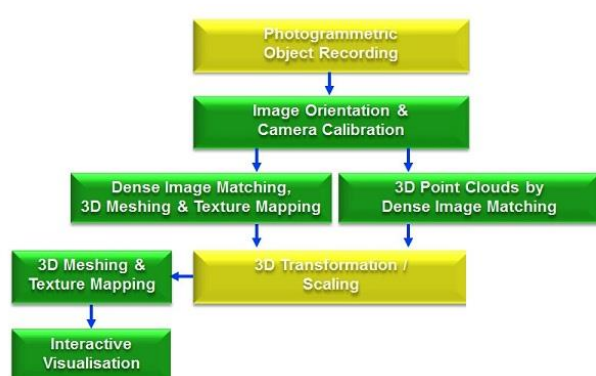 Photogrammetric
Object Recording
Image Orientation &
Camera Calibration
Dense Image Matching,
3D Meshing & Texture Mapping
3D Point Clouds by
Dense Image Matching
3D Meshing &
Texture Mapping
3D Transformation /
Scaling
Interactive
Visualisation